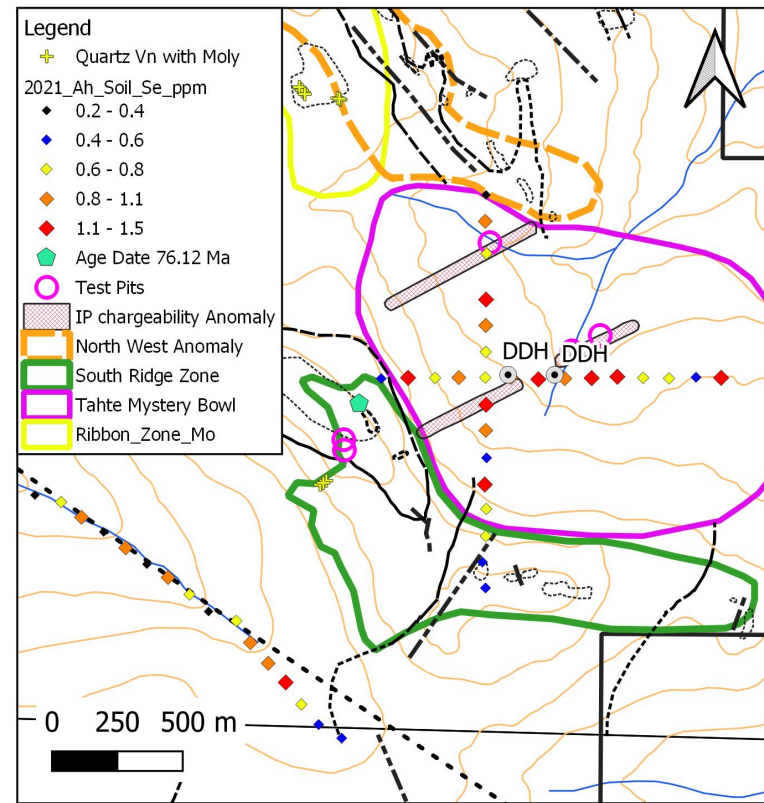 Legend
Quartz Vn with Moly
2021_Ah_Soil_Se_ppm
0.2 - 0.4
0.4 - 0.6
0.6 - 0.8
0.8 - 1.1
1.1 - 1.5
Age Date 76.12 Ma
Test Pits
IP chargeability Anomaly
North West Anomaly
South Ridge Zone
Tahte Mystery Bowl
Ribbon_Zone_Mo
DDH DDH
0 250 500 m